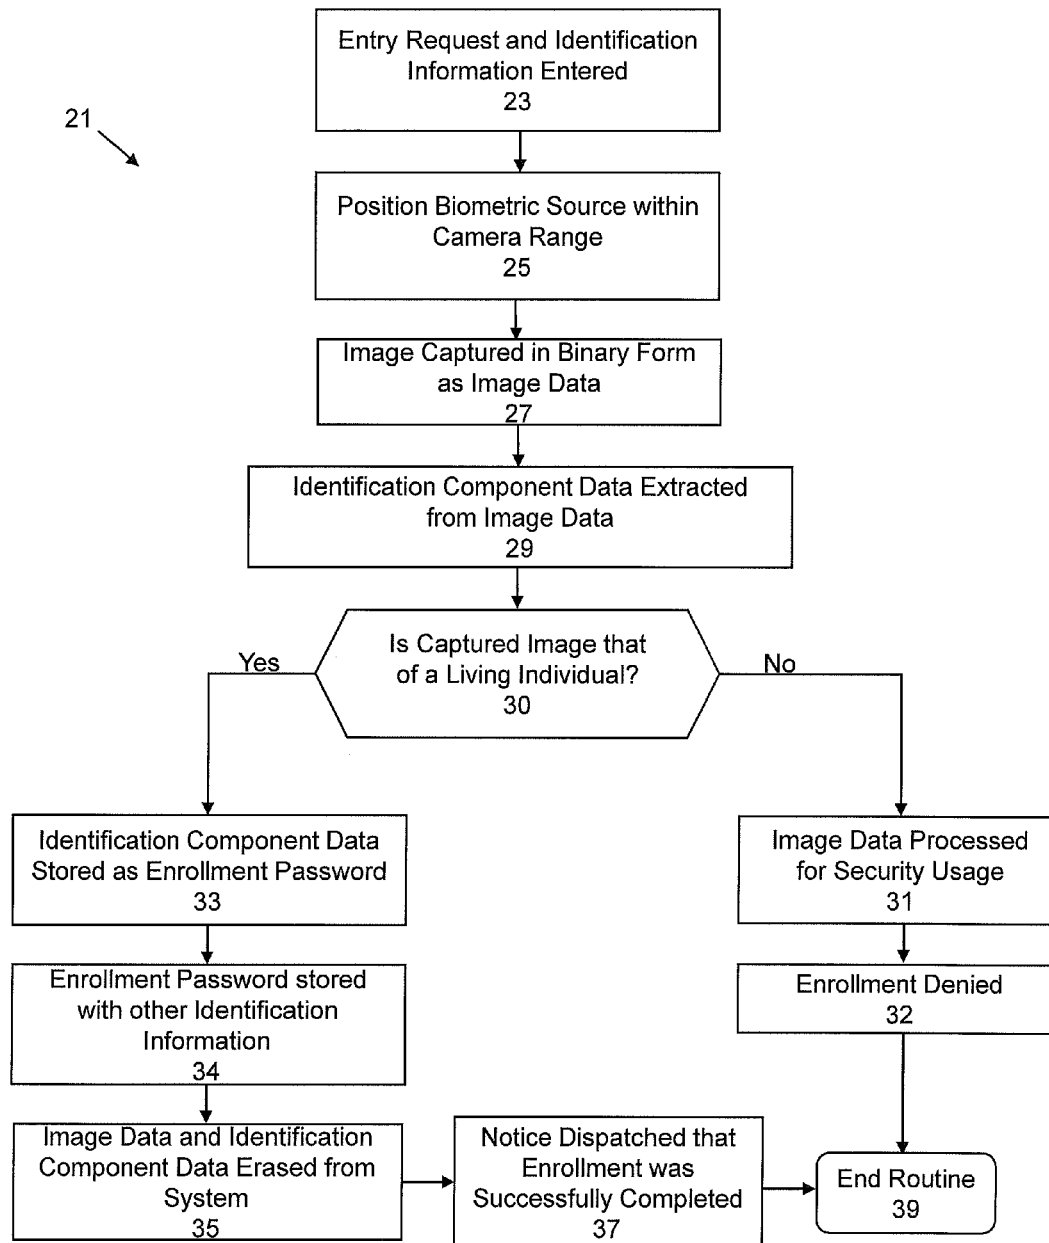 Entry Request and Identification
Information Entered
23
21
Position Biometric Source within
Camera Range
25
Image Captured in Binary Form
as Image Data
27
Identification Component Data Extracted
from Image Data
29
Is Captured Image that
of a Living Individual?
30
Yes
No
Identification Component Data
Stored as Enrollment Password
33
Image Data Processed
for Security Usage
31
Enrollment Password stored
with other Identification
Information
34
Enrollment Denied
32
Image Data and Identification
Component Data Erased from
System
35
Notice Dispatched that
Enrollment was
Successfully Completed
37
End Routine
39